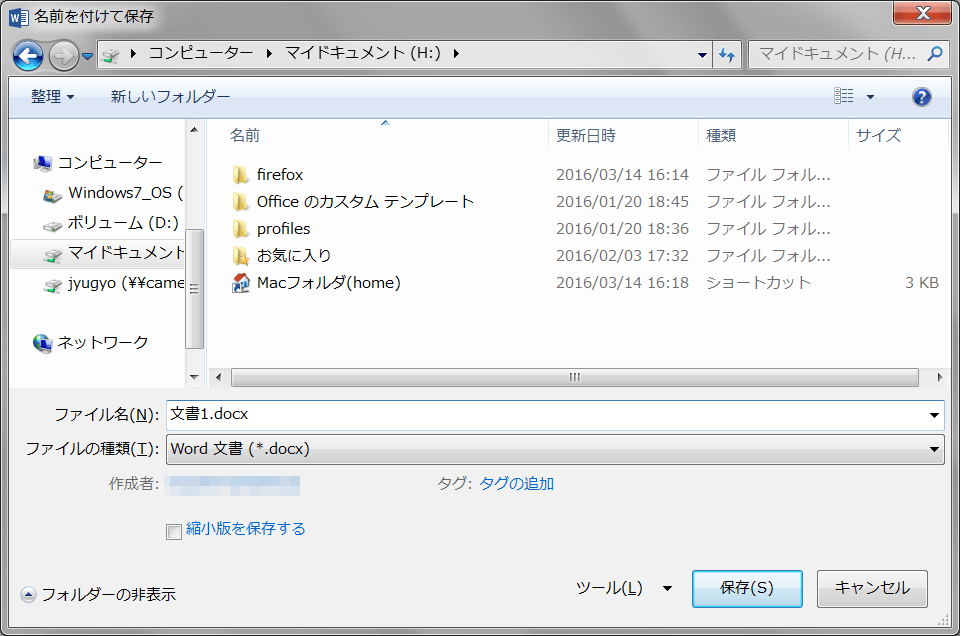 名前を付けて保存
コンピューター ▸ マイドキュメント (H:) ▸
マイドキュメント (H...
整理 新しいフォルダー
名前 更新日時 種類 サイズ
コンピューター
Windows7_OS (
ボリューム (D:)
マイドキュメント
jyugyo (¥¥came
ネットワーク
firefox 2016/03/14 16:14 ファイル フォル...
Office のカスタム テンプレート 2016/01/20 18:45 ファイル フォル...
profiles 2016/01/20 18:36 ファイル フォル...
お気に入り 2016/02/03 17:32 ファイル フォル...
Macフォルダ(home) 2016/03/14 16:18 ショートカット 3 KB
ファイル名(N): 文書1.docx
ファイルの種類(T): Word 文書 (*.docx)
作成者: タグ: タグの追加
縮小版を保存する
フォルダーの非表示 ツール(L) 保存(S) キャンセル